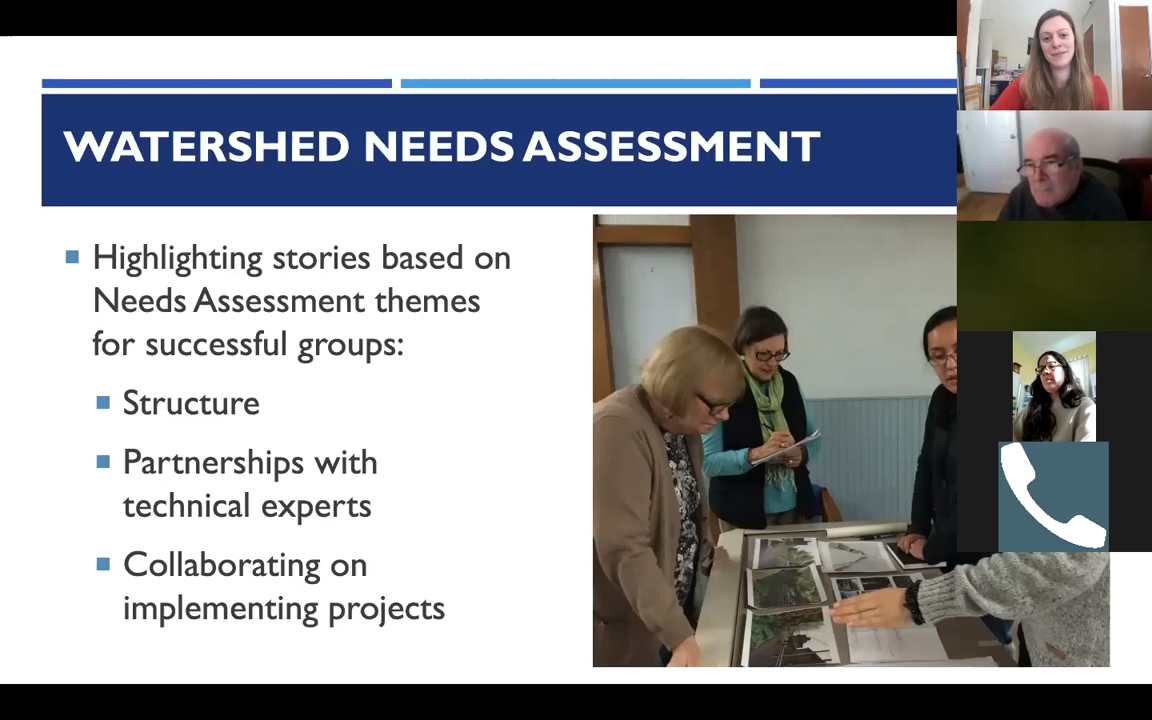 WATERSHED NEEDS ASSESSMENT
Highlighting stories based on
Needs Assessment themes
for successful groups:
Structure
Partnerships with
technical experts
Collaborating on
implementing projects